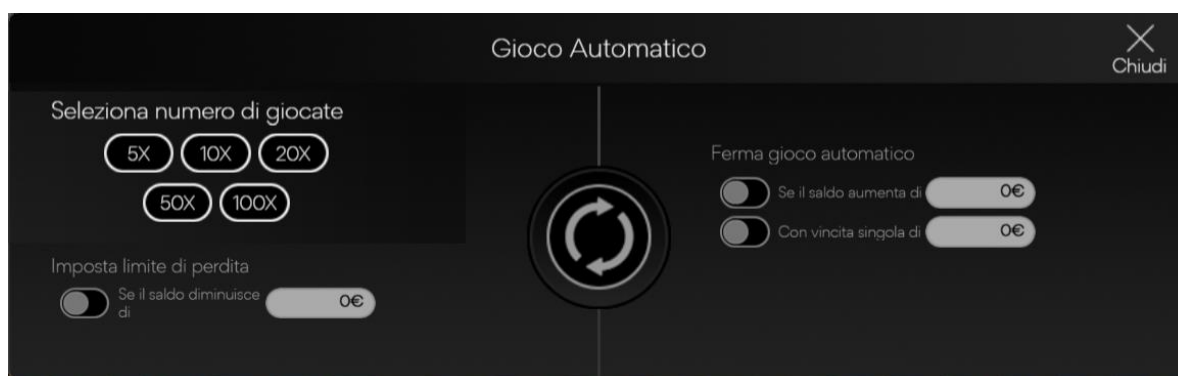 Gioco Automatico
Chiudi
Seleziona numero di giocate
5X 10X 20X
50X 100X
Imposta limite di perdita
Se il saldo diminuisce
di
0€
Ferma gioco automatico
Se il saldo aumenta di 0€
Con vincita singola di 0€